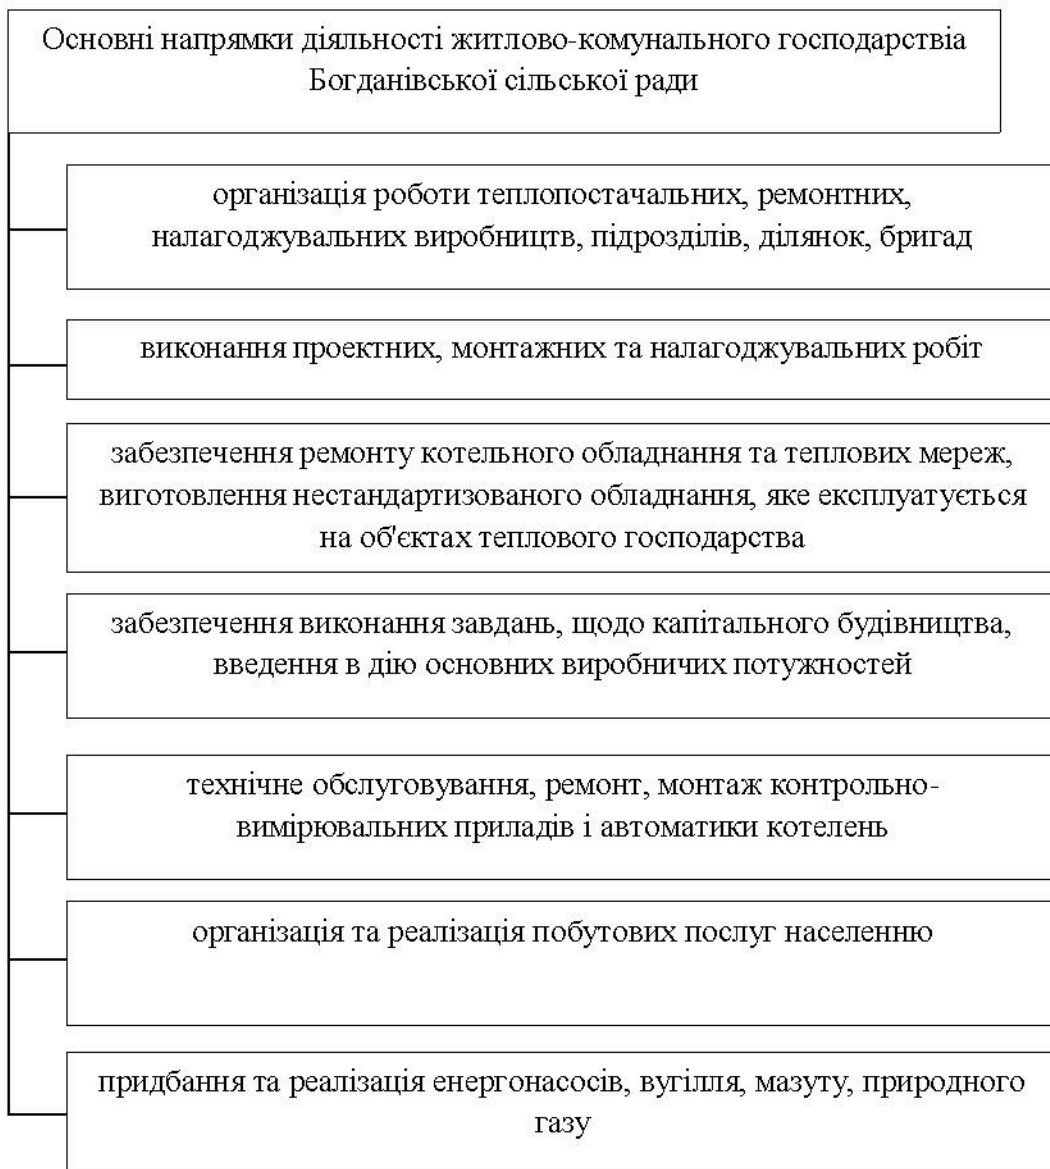 Основні напрямки діяльності житлово-комунального господарствіа
Богданівської сільської ради
організація роботи теплопостачальних, ремонтних,
налагоджувальних виробництв, підрозділів, ділянок, бригад
виконання проектних, монтажних та налагоджувальних робіт
забезпечення ремонту котельного обладнання та теплових мереж,
виготовлення нестандартизованого обладнання, яке експлуатується
на об'єктах теплового господарства
забезпечення виконання завдань, щодо капітального будівництва,
введення в дію основних виробничих потужностей
технічне обслуговування, ремонт, монтаж контрольно-
вимірювальних приладів і автоматики котелень
організація та реалізація побутових послуг населенню
придбання та реалізація енергонасосів, вугілля, мазуту, природного
газу